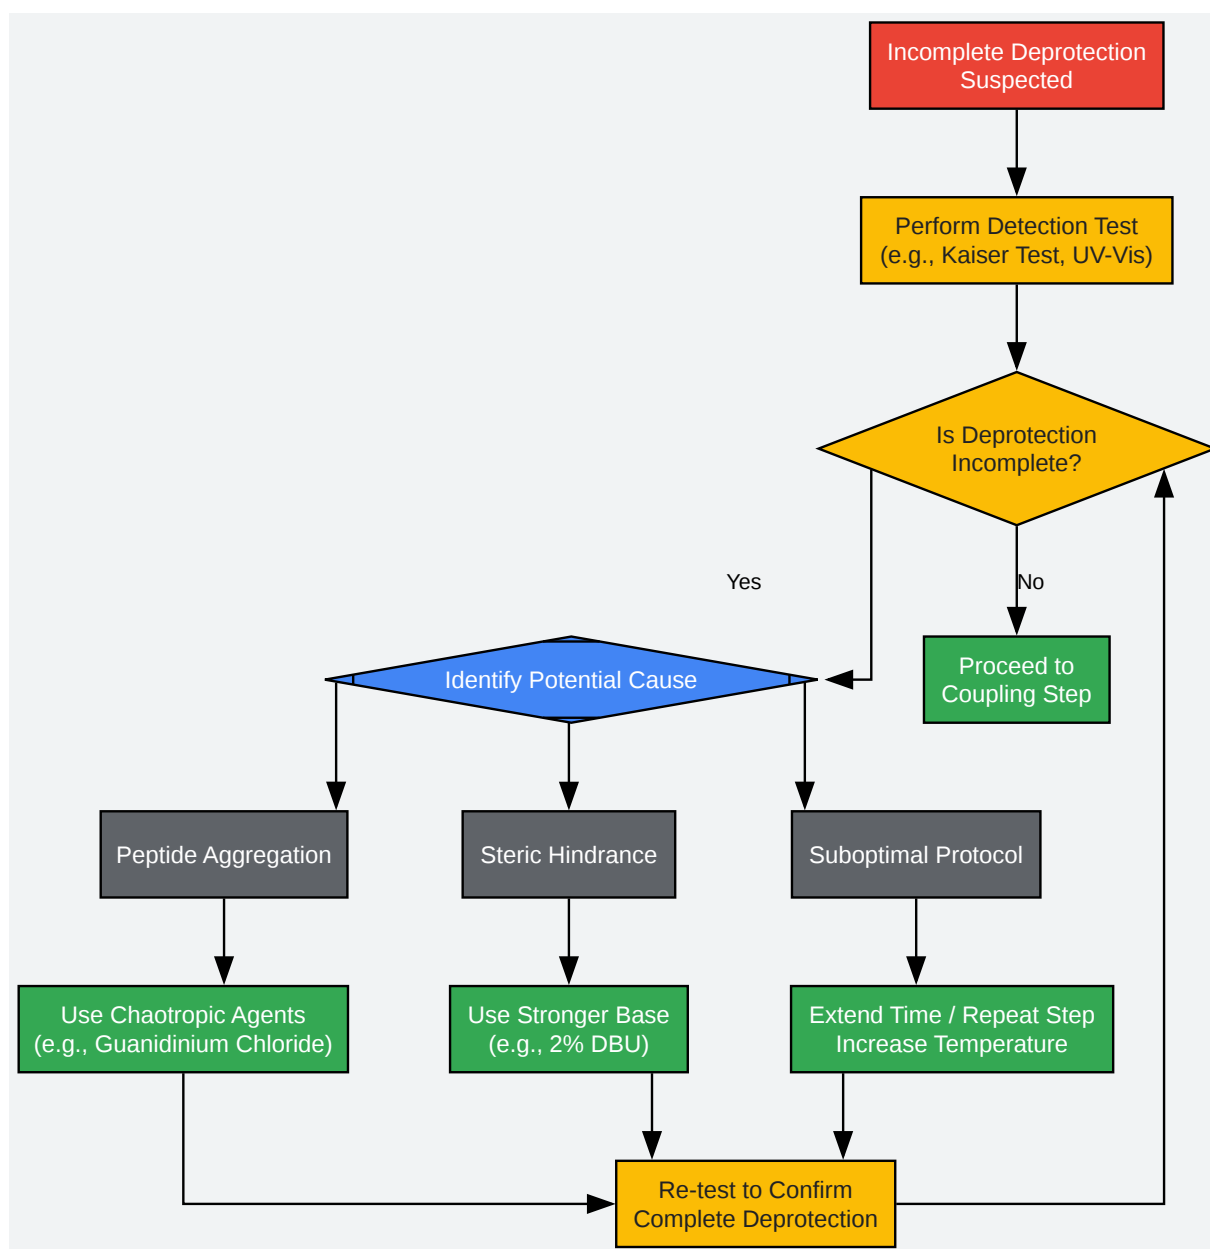 Incomplete Deprotection
Suspected
Perform Detection Test
(e.g., Kaiser Test, UV-Vis)
Is Deprotection
Incomplete?
Yes
No
Identify Potential Cause
Proceed to
Coupling Step
Peptide Aggregation
Steric Hindrance
Suboptimal Protocol
Use Chaotropic Agents
(e.g., Guanidinium Chloride)
Use Stronger Base
(e.g., 2% DBU)
Extend Time / Repeat Step
Increase Temperature
Re-test to Confirm
Complete Deprotection